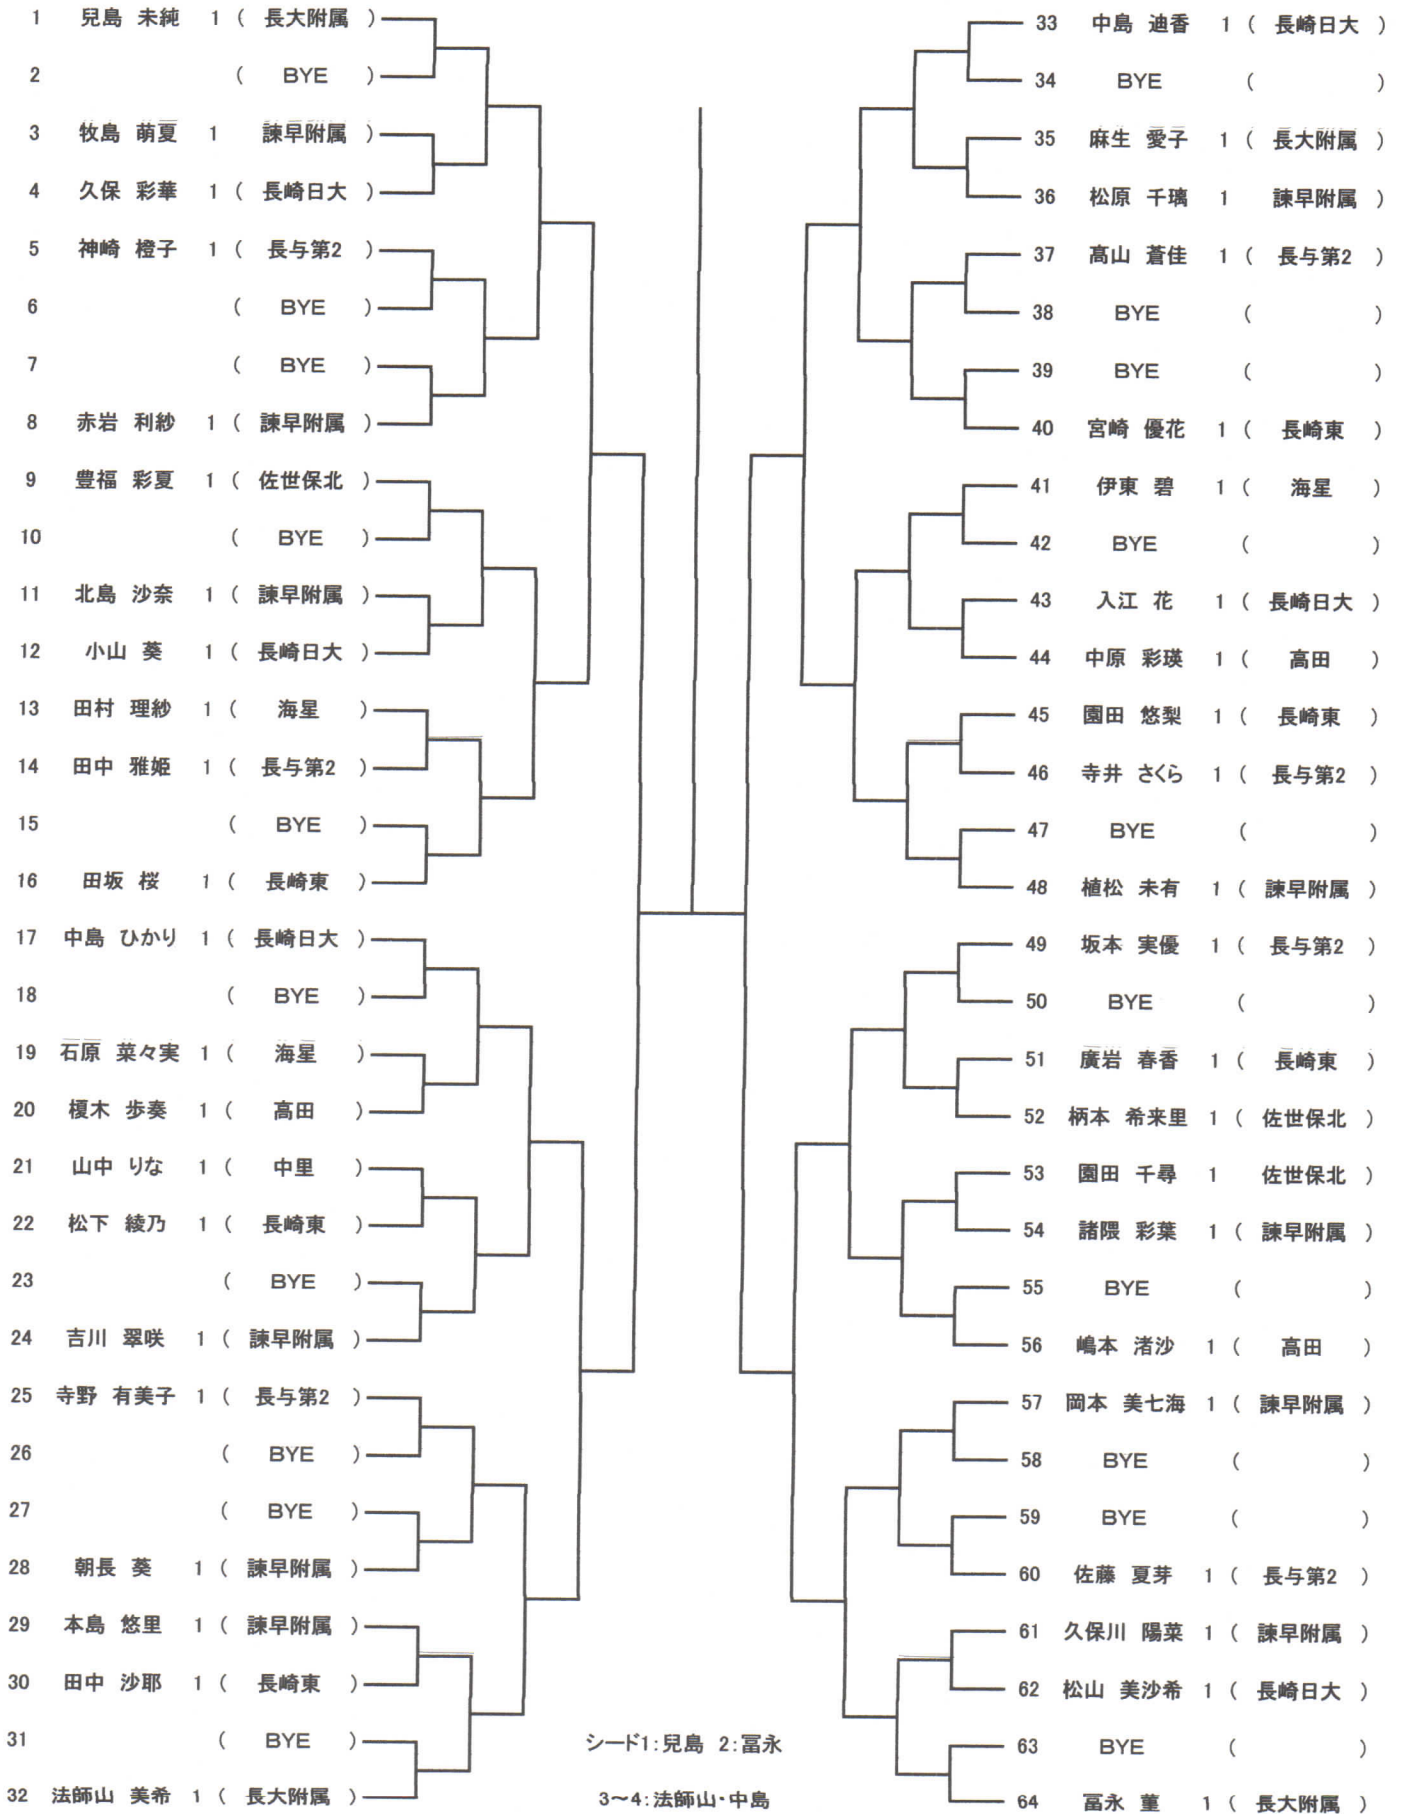 1 兒島 未純 1 ( 長大附属 )
2 ( BYE )
3 牧島 萌夏 1 諫早附属 )
4 久保 彩華 1 ( 長崎日大 )
5 神崎 橙子 1 ( 長与第2 )
6 ( BYE )
7 ( BYE )
8 赤岩 利紗 1 ( 諫早附属 )
9 豊福 彩夏 1 ( 佐世保北 )
10 ( BYE )
11 北島 沙奈 1 ( 諫早附属 )
12 小山 葵 1 ( 長崎日大 )
13 田村 理紗 1 ( 海星 )
14 田中 雅姫 1 ( 長与第2 )
15 ( BYE )
16 田坂 桜 1 ( 長崎東 )
17 中島 ひかり 1 ( 長崎日大 )
18 ( BYE )
19 石原 菜々実 1 ( 海星 )
20 榎木 歩奏 1 ( 高田 )
21 山中 りな 1 ( 中里 )
22 松下 綾乃 1 ( 長崎東 )
23 ( BYE )
24 吉川 翠咲 1 ( 諫早附属 )
25 寺野 有美子 1 ( 長与第2 )
26 ( BYE )
27 ( BYE )
28 朝長 葵 1 ( 諫早附属 )
29 本島 悠里 1 ( 諫早附属 )
30 田中 沙耶 1 ( 長崎東 )
31 ( BYE )
32 法師山 美希 1 ( 長大附属 )
シード1:兒島 2:冨永
3～4:法師山・中島
33 中島 迪香 1 ( 長崎日大 )
34 BYE ( )
35 麻生 愛子 1 ( 長大附属 )
36 松原 千璃 1 諫早附属 )
37 髙山 蒼佳 1 ( 長与第2 )
38 BYE ( )
39 BYE ( )
40 宮崎 優花 1 ( 長崎東 )
41 伊東 碧 1 ( 海星 )
42 BYE ( )
43 入江 花 1 ( 長崎日大 )
44 中原 彩瑛 1 ( 高田 )
45 園田 悠梨 1 ( 長崎東 )
46 寺井 さくら 1 ( 長与第2 )
47 BYE ( )
48 植松 未有 1 ( 諫早附属 )
49 坂本 実優 1 ( 長与第2 )
50 BYE ( )
51 廣岩 春香 1 ( 長崎東 )
52 柄本 希来里 1 ( 佐世保北 )
53 園田 千尋 1 佐世保北 )
54 諸隈 彩葉 1 ( 諫早附属 )
55 BYE ( )
56 嶋本 渚沙 1 ( 高田 )
57 岡本 美七海 1 ( 諫早附属 )
58 BYE ( )
59 BYE ( )
60 佐藤 夏芽 1 ( 長与第2 )
61 久保川 陽菜 1 ( 諫早附属 )
62 松山 美沙希 1 ( 長崎日大 )
63 BYE ( )
64 冨永 菫 1 ( 長大附属 )